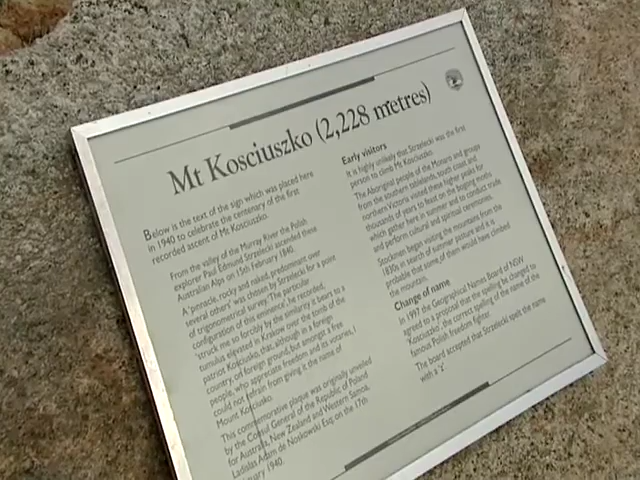 Mt Kosciuszko (2,228 metres)
Below is the text of the sign which was placed here
in 1940 to celebrate the centenary of the first
recorded ascent of Mt. Kosciuszko.
From the valley of the Murray River the Polish
explorer Paul Edmund Strzelecki ascended these
Australian Alps on 15th February 1840.
A 'pinnacle, rocky and naked, predominant over
several others' was chosen by Strzelecki for a point
of trigonometrical survey. 'The particular
configuration of this eminence', he recorded,
'struck me so forcibly by the similarity it bears to a
tumulus elevated in Krakow over the tomb of the
patriot Kosciusko, that, although in a foreign
country, on foreign ground, but amongst a free
people, who appreciate freedom and its votaries, I
could not refrain from giving it the name of
Mount Kosciusko.
This commemorative plaque was originally unveiled
by the Consul General of the Republic of Poland
for Australia, New Zealand and Western Samoa,
Ladislas Adam de Noskowski Esq. on the 17th
1940.
Early visitors
It is highly unlikely that Strzelecki was the first
person to climb Mt Kosciuszko.
The Aboriginal people of the Monaro and groups
from the southern tablelands, south coast and
northern Victoria visited these higher peaks for
thousands of years to feast on the bogong moths
which gather here in summer and to conduct trade
and perform cultural and spiritual ceremonies.
Stockmen began visiting the mountains from the
1830s in search of summer pasture and it is
probable that some of them would have climbed
the mountain.
Change of name
In 1997 the Geographical Names Board of NSW
agreed to a proposal that the spelling be changed to
'Kosciuszko', the correct spelling of the name of the
famous Polish freedom fighter.
The board accepted that Strzelecki spelt the name
with a 'z'.